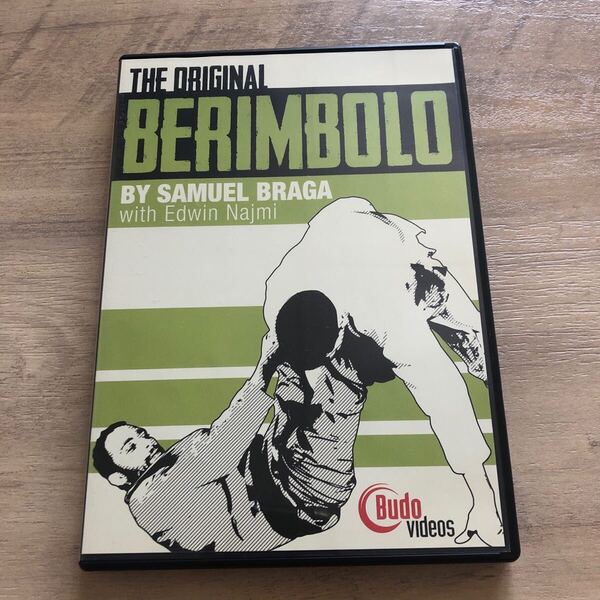 THE ORIGINAL
BERIMBOLO
BY SAMUEL BRAGA
with Edwin Najmi
Budo
videos